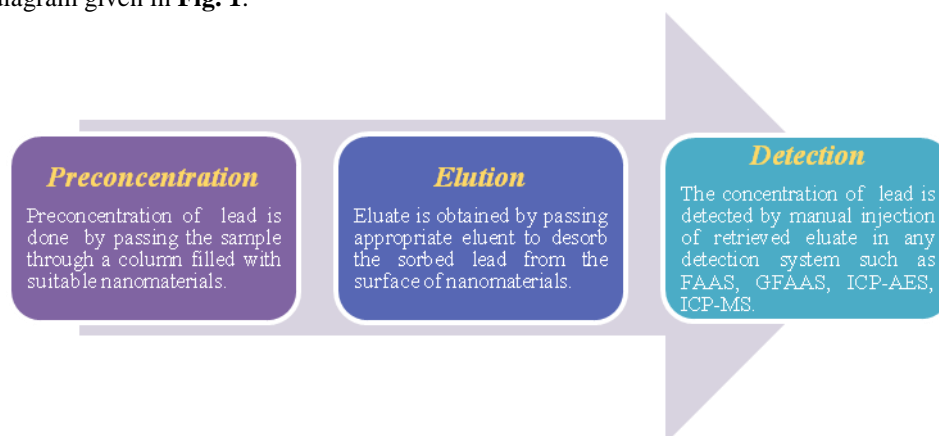 diagram given in Fig. 1.
Preconcentration
Preconcentration of lead is
done by passing the sample
through a column filled with
suitable nanomaterials.
Elution
Eluate is obtained by passing
appropriate eluent to desorb
the sorbed lead from the
surface of nanomaterials.
Detection
The concentration of lead is
detected by manual injection
of retrieved eluate in any
detection system such as
FAAS, GFAAS, ICP-AES,
ICP-MS.